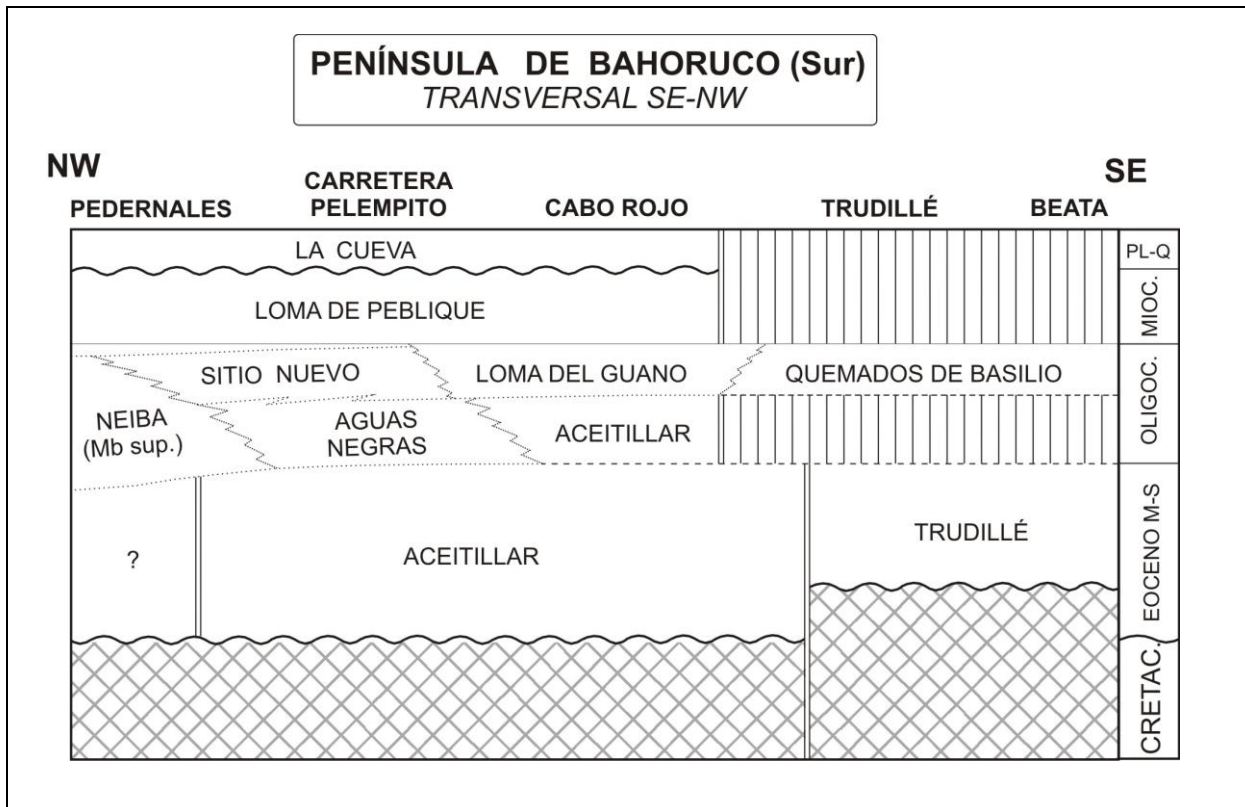 PENÍNSULA DE BAHORUCO (Sur)
TRANSVERSAL SE-NW
NW
SE
PEDERNALES
CARRETERA
PELEMPITO
CABO ROJO
TRUDILLÉ
BEATA
LA CUEVA
PL-Q
LOMA DE PEBLIQUE
MIOC.
SITIO NUEVO
LOMA DEL GUANO
QUEMADOS DE BASILIO
OLIGOC.
NEIBA
(Mb sup.)
AGUAS
NEGRAS
ACEITILLAR
?
ACEITILLAR
TRUDILLÉ
EOCENO M-S
CRETAC.